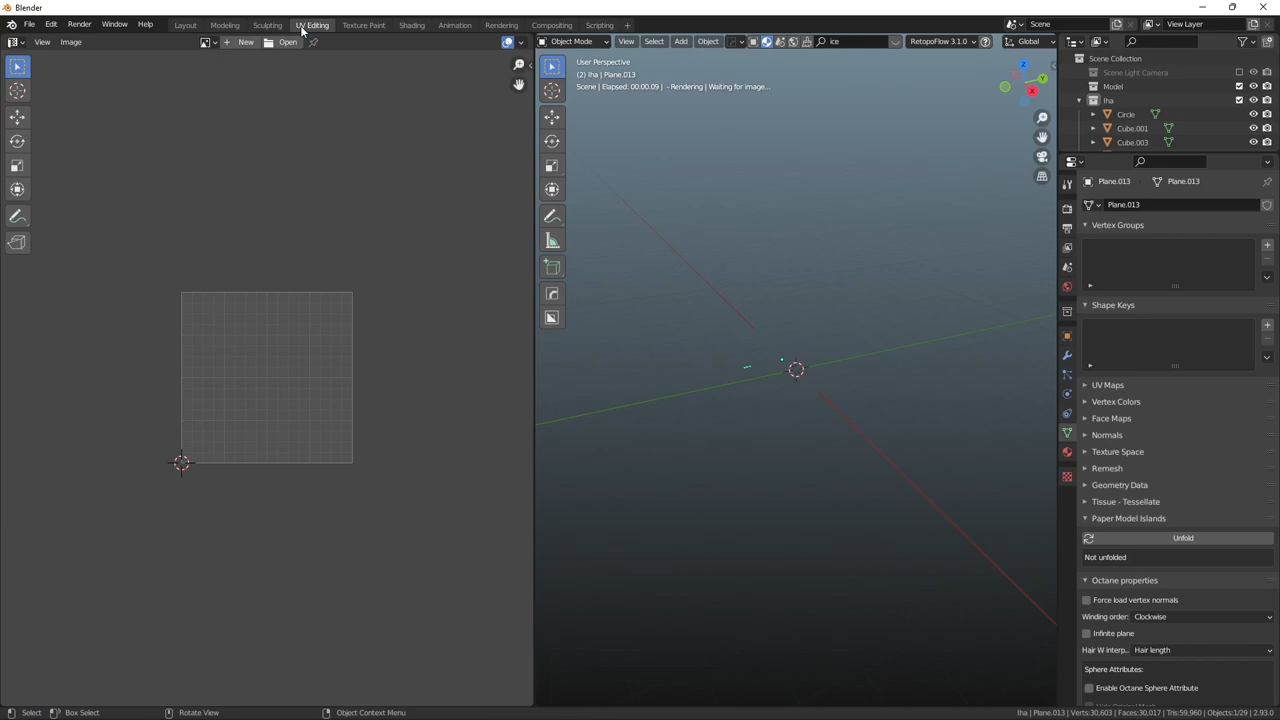 Blender
File Edit Render Window Help Layout Modeling Sculpting UV Editing Texture Paint Shading Animation Rendering Compositing Scripting + Scene View Layer
View Image New Open Object Mode View Select Add Object ice RetopoFlow 3.1.0 Global
User Perspective
(2) Iha | Plane.013
Scene | Elapsed: 00:00.09 | - Rendering | Waiting for image...
Z
Y
X
Scene Collection
Scene Light Camera
Model
Iha
Circle
Cube.001
Cube.003
Plane.013 Plane.013
Plane.013
Vertex Groups
Shape Keys
UV Maps
Vertex Colors
Face Maps
Normals
Texture Space
Remesh
Geometry Data
Tissue - Tessellate
Paper Model Islands
Unfold
Not unfolded
Octane properties
Force load vertex normals
Winding order: Clockwise
Infinite plane
Hair W interp... Hair length
Sphere Attributes:
Enable Octane Sphere Attribute
Select Box Select Rotate View Object Context Menu Iha | Plane.013 | Verts:30,603 | Faces:30,017 | Tris:59,960 | Objects:1/29 | 2.93.0